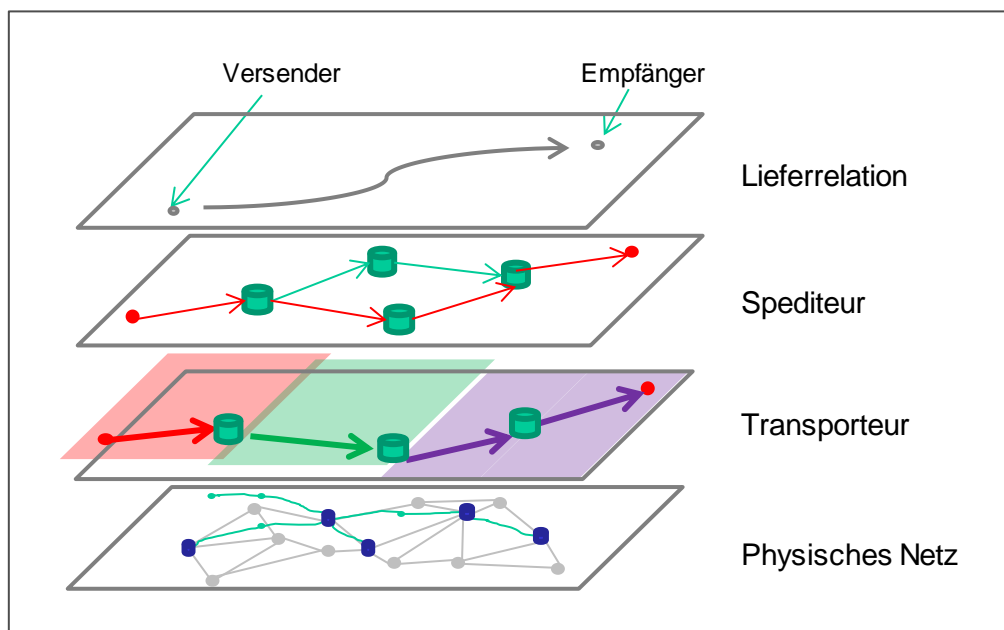 Versender
Empfänger
Lieferrelation
Spediteur
Transporteur
Physisches Netz